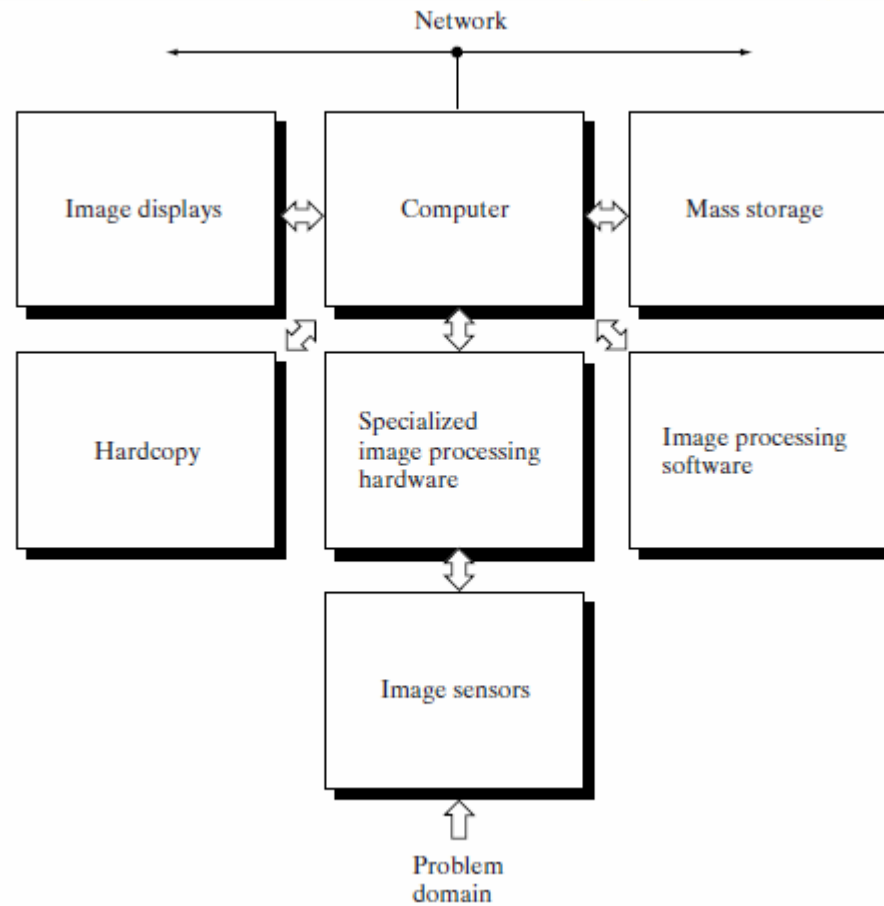 Network
Image displays
Computer
Mass storage
Hardcopy
Specialized
image processing
hardware
Image processing
software
Image sensors
Problem
domain